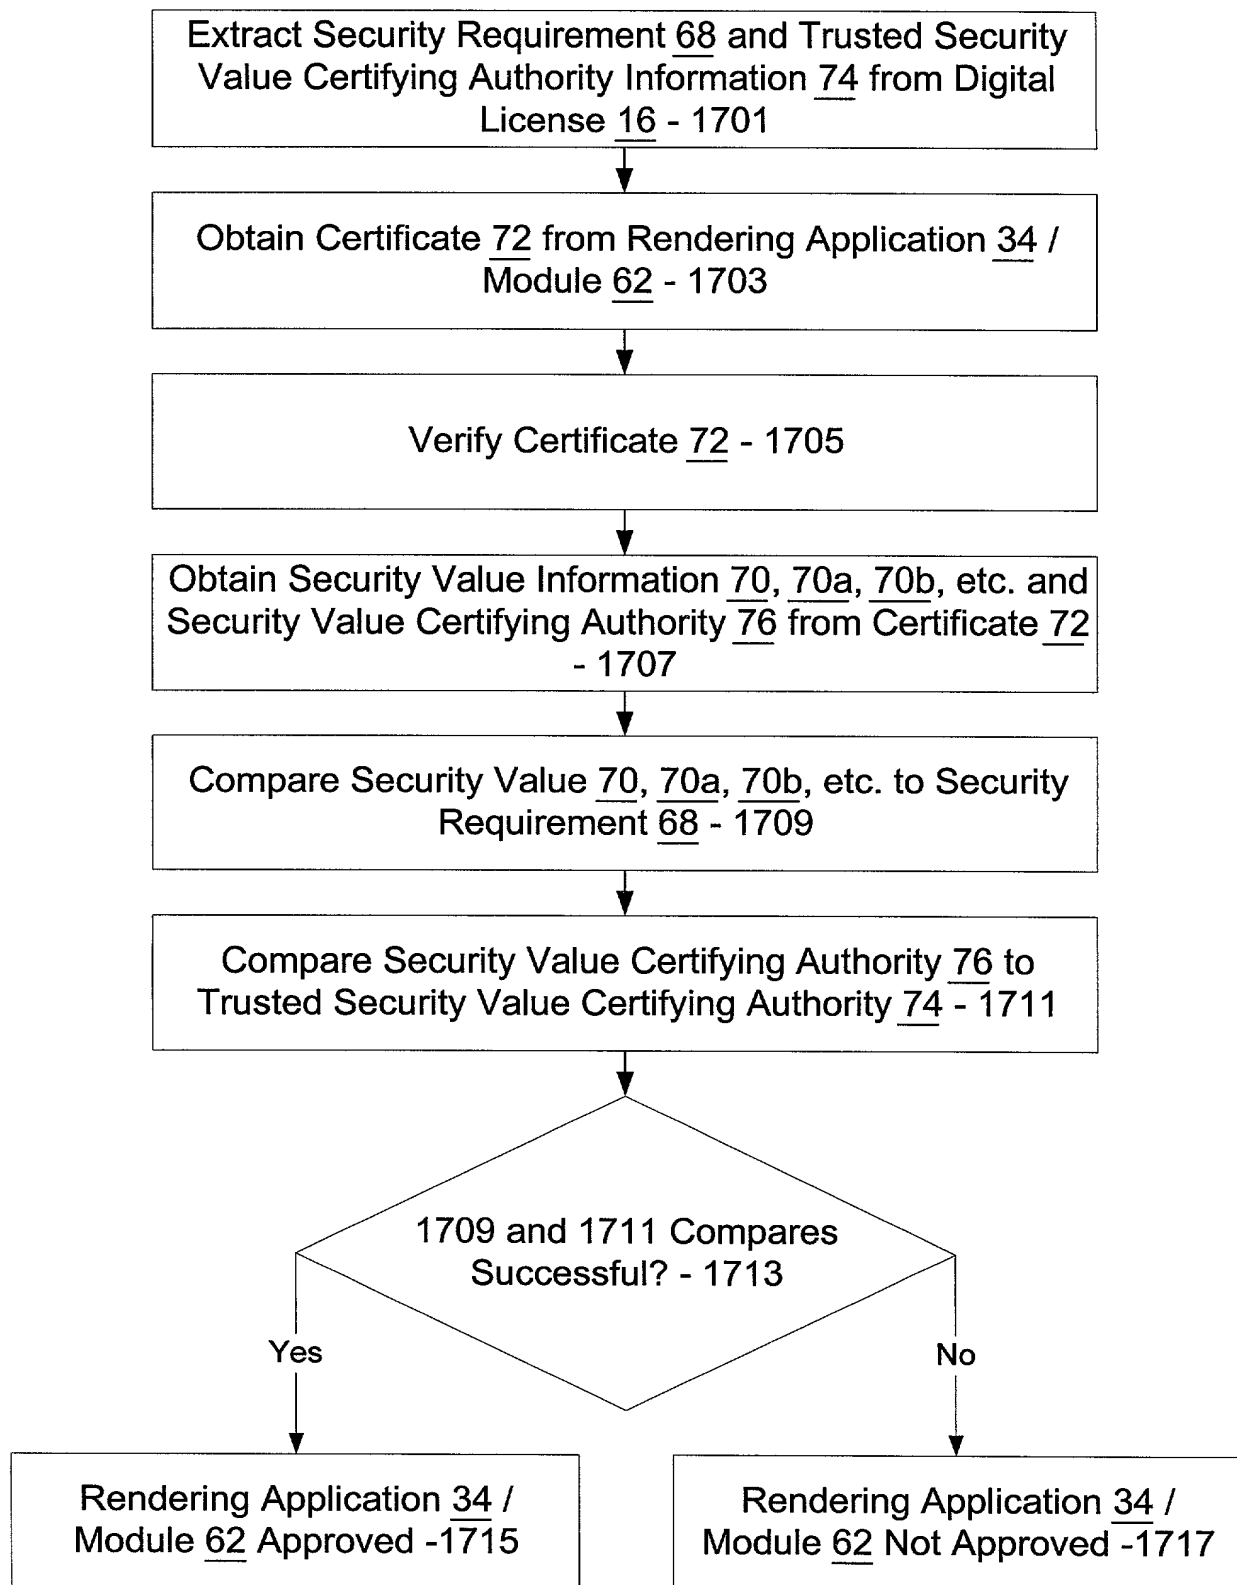 Extract Security Requirement 68 and Trusted Security
Value Certifying Authority Information 74 from Digital
License 16 - 1701
Obtain Certificate 72 from Rendering Application 34 /
Module 62 - 1703
Verify Certificate 72 - 1705
Obtain Security Value Information 70, 70a, 70b, etc. and
Security Value Certifying Authority 76 from Certificate 72
- 1707
Compare Security Value 70, 70a, 70b, etc. to Security
Requirement 68 - 1709
Compare Security Value Certifying Authority 76 to
Trusted Security Value Certifying Authority 74 - 1711
1709 and 1711 Compares
Successful? - 1713
Yes
No
Rendering Application 34 /
Module 62 Approved -1715
Rendering Application 34 /
Module 62 Not Approved -1717